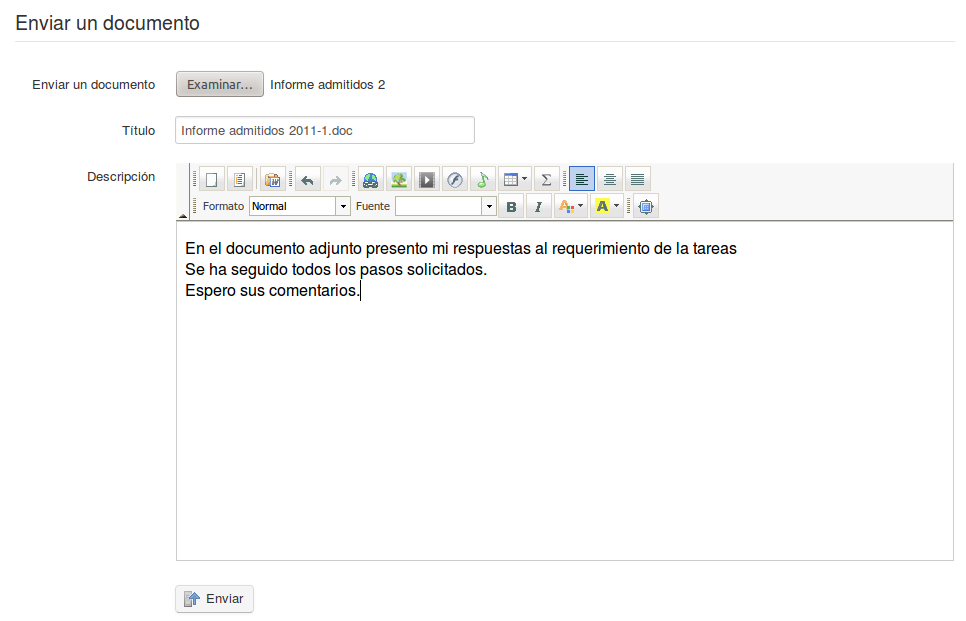 Enviar un documento
Enviar un documento Examinar... Informe admitidos 2
Título Informe admitidos 2011-1.doc
Descripción
Formato Normal Fuente B I A A
En el documento adjunto presento mi respuestas al requerimiento de la tareas
Se ha seguido todos los pasos solicitados.
Espero sus comentarios.
Enviar